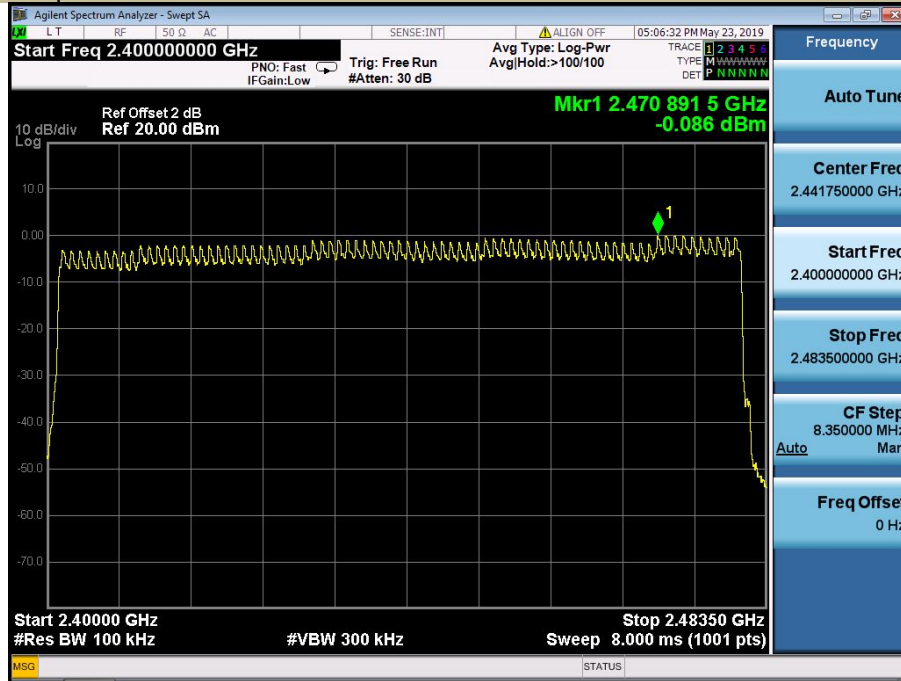 Agilent Spectrum Analyzer - Swept SA
LXI L T RF 50 Ω AC SENSE:INT ALIGN OFF 05:06:32 PM May 23, 2019
Start Freq 2.400000000 GHz
PNO: Fast
IFGain:Low
Trig: Free Run
#Atten: 30 dB
Avg Type: Log-Pwr
Avg|Hold:>100/100
TRACE 1 2 3 4 5 6
TYPE M WWWWW
DET P N N N N N
Ref Offset 2 dB
Ref 20.00 dBm
10 dB/div
Log
Mkr1 2.470 891 5 GHz
-0.086 dBm
10.0
0.00
-10.0
-20.0
-30.0
-40.0
-50.0
-60.0
-70.0
1
Start 2.40000 GHz
Stop 2.48350 GHz
#Res BW 100 kHz
#VBW 300 kHz
Sweep 8.000 ms (1001 pts)
MSG
STATUS
Frequency
Auto Tune
Center Freq
2.441750000 GHz
Start Freq
2.400000000 GHz
Stop Freq
2.483500000 GHz
CF Step
8.350000 MHz
Auto Man
Freq Offset
0 Hz